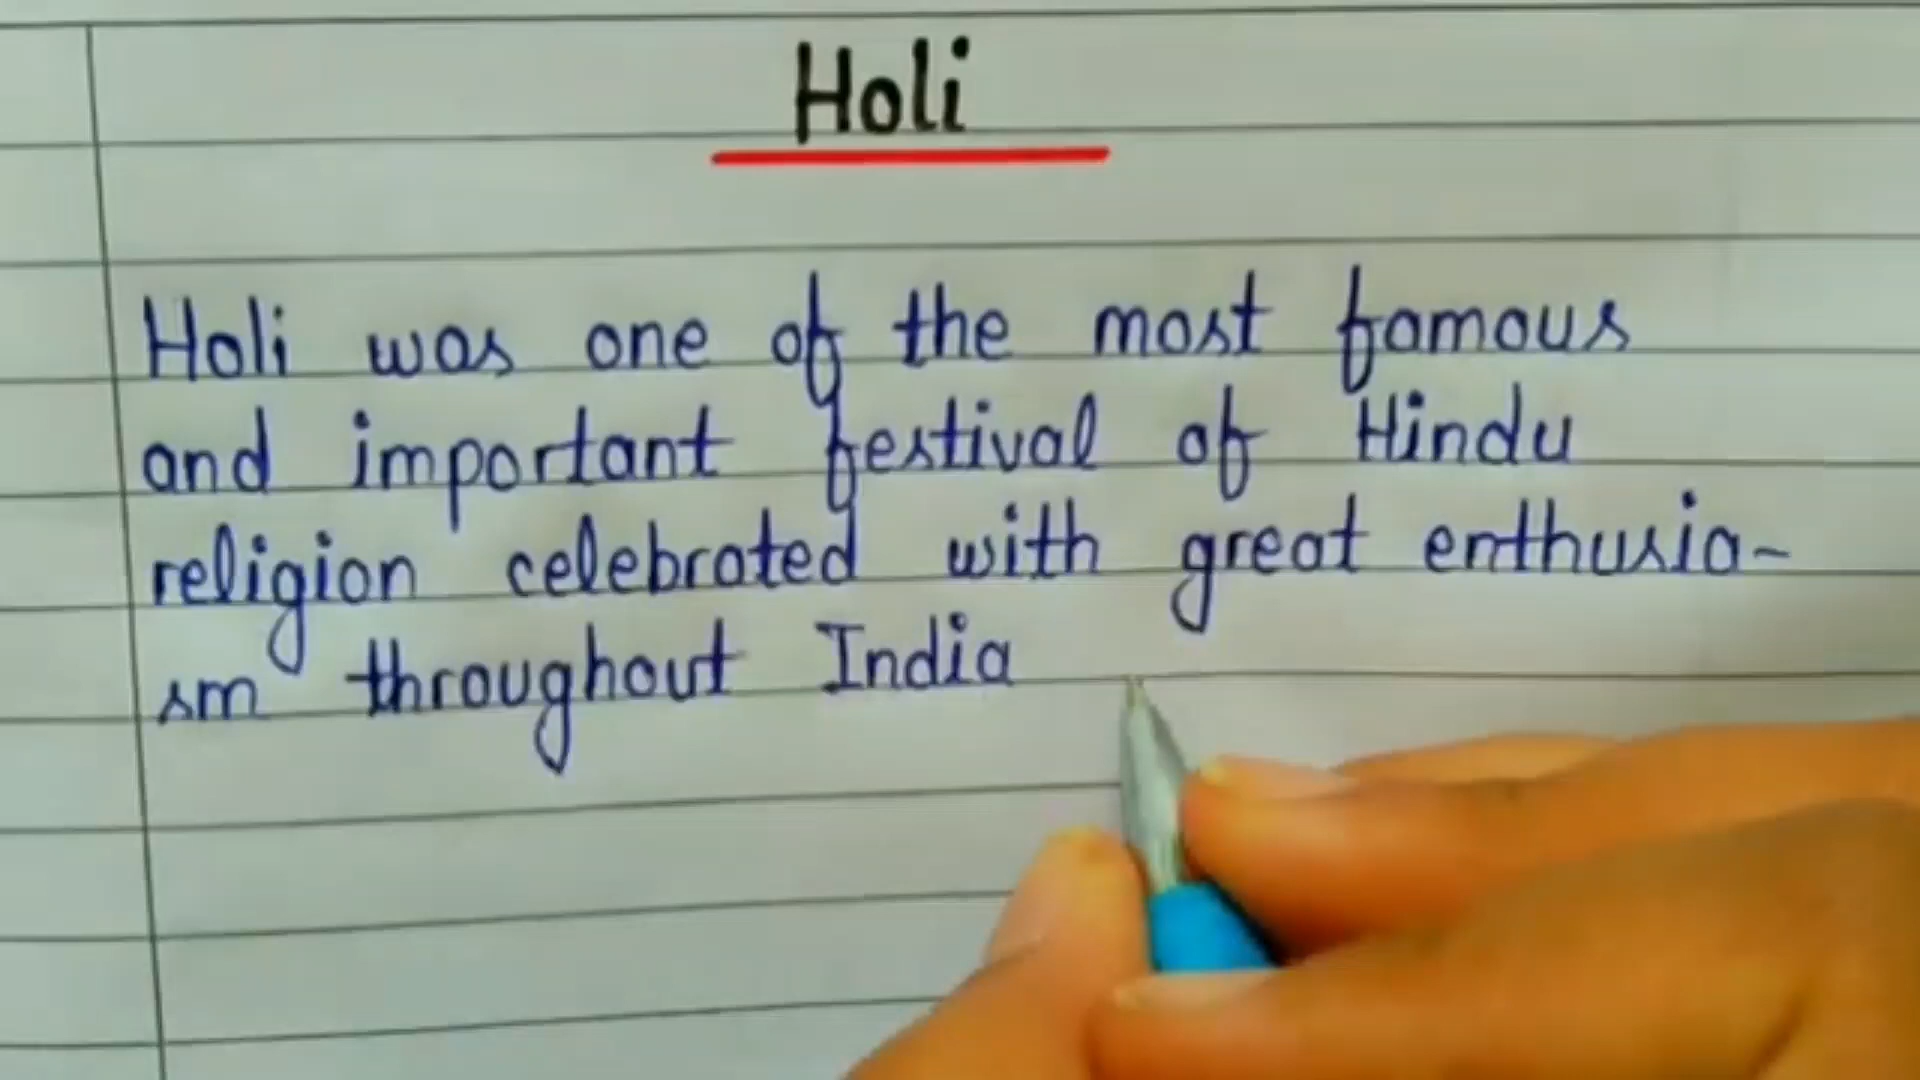 Holi
Holi was one of the most famous
and important festival of Hindu
religion celebrated with great enthusia-
sm throughout India